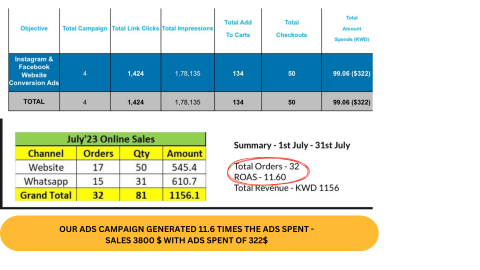 Objective Total Campaign Total Link Clicks Total Impressions Total Add To Carts Total Checkouts Total Amount Spends (KWD)
Instagram & Facebook Website Conversion Ads 4 1,424 1,78,135 134 50 99.06 ($322)
TOTAL 4 1,424 1,78,135 134 50 99.06 ($322)
July'23 Online Sales
Channel Orders Qty Amount
Website 17 50 545.4
Whatsapp 15 31 610.7
Grand Total 32 81 1156.1
Summary - 1st July - 31st July
Total Orders - 32
ROAS - 11.60
Total Revenue - KWD 1156
OUR ADS CAMPAIGN GENERATED 11.6 TIMES THE ADS SPENT -
SALES 3800 $ WITH ADS SPENT OF 322$